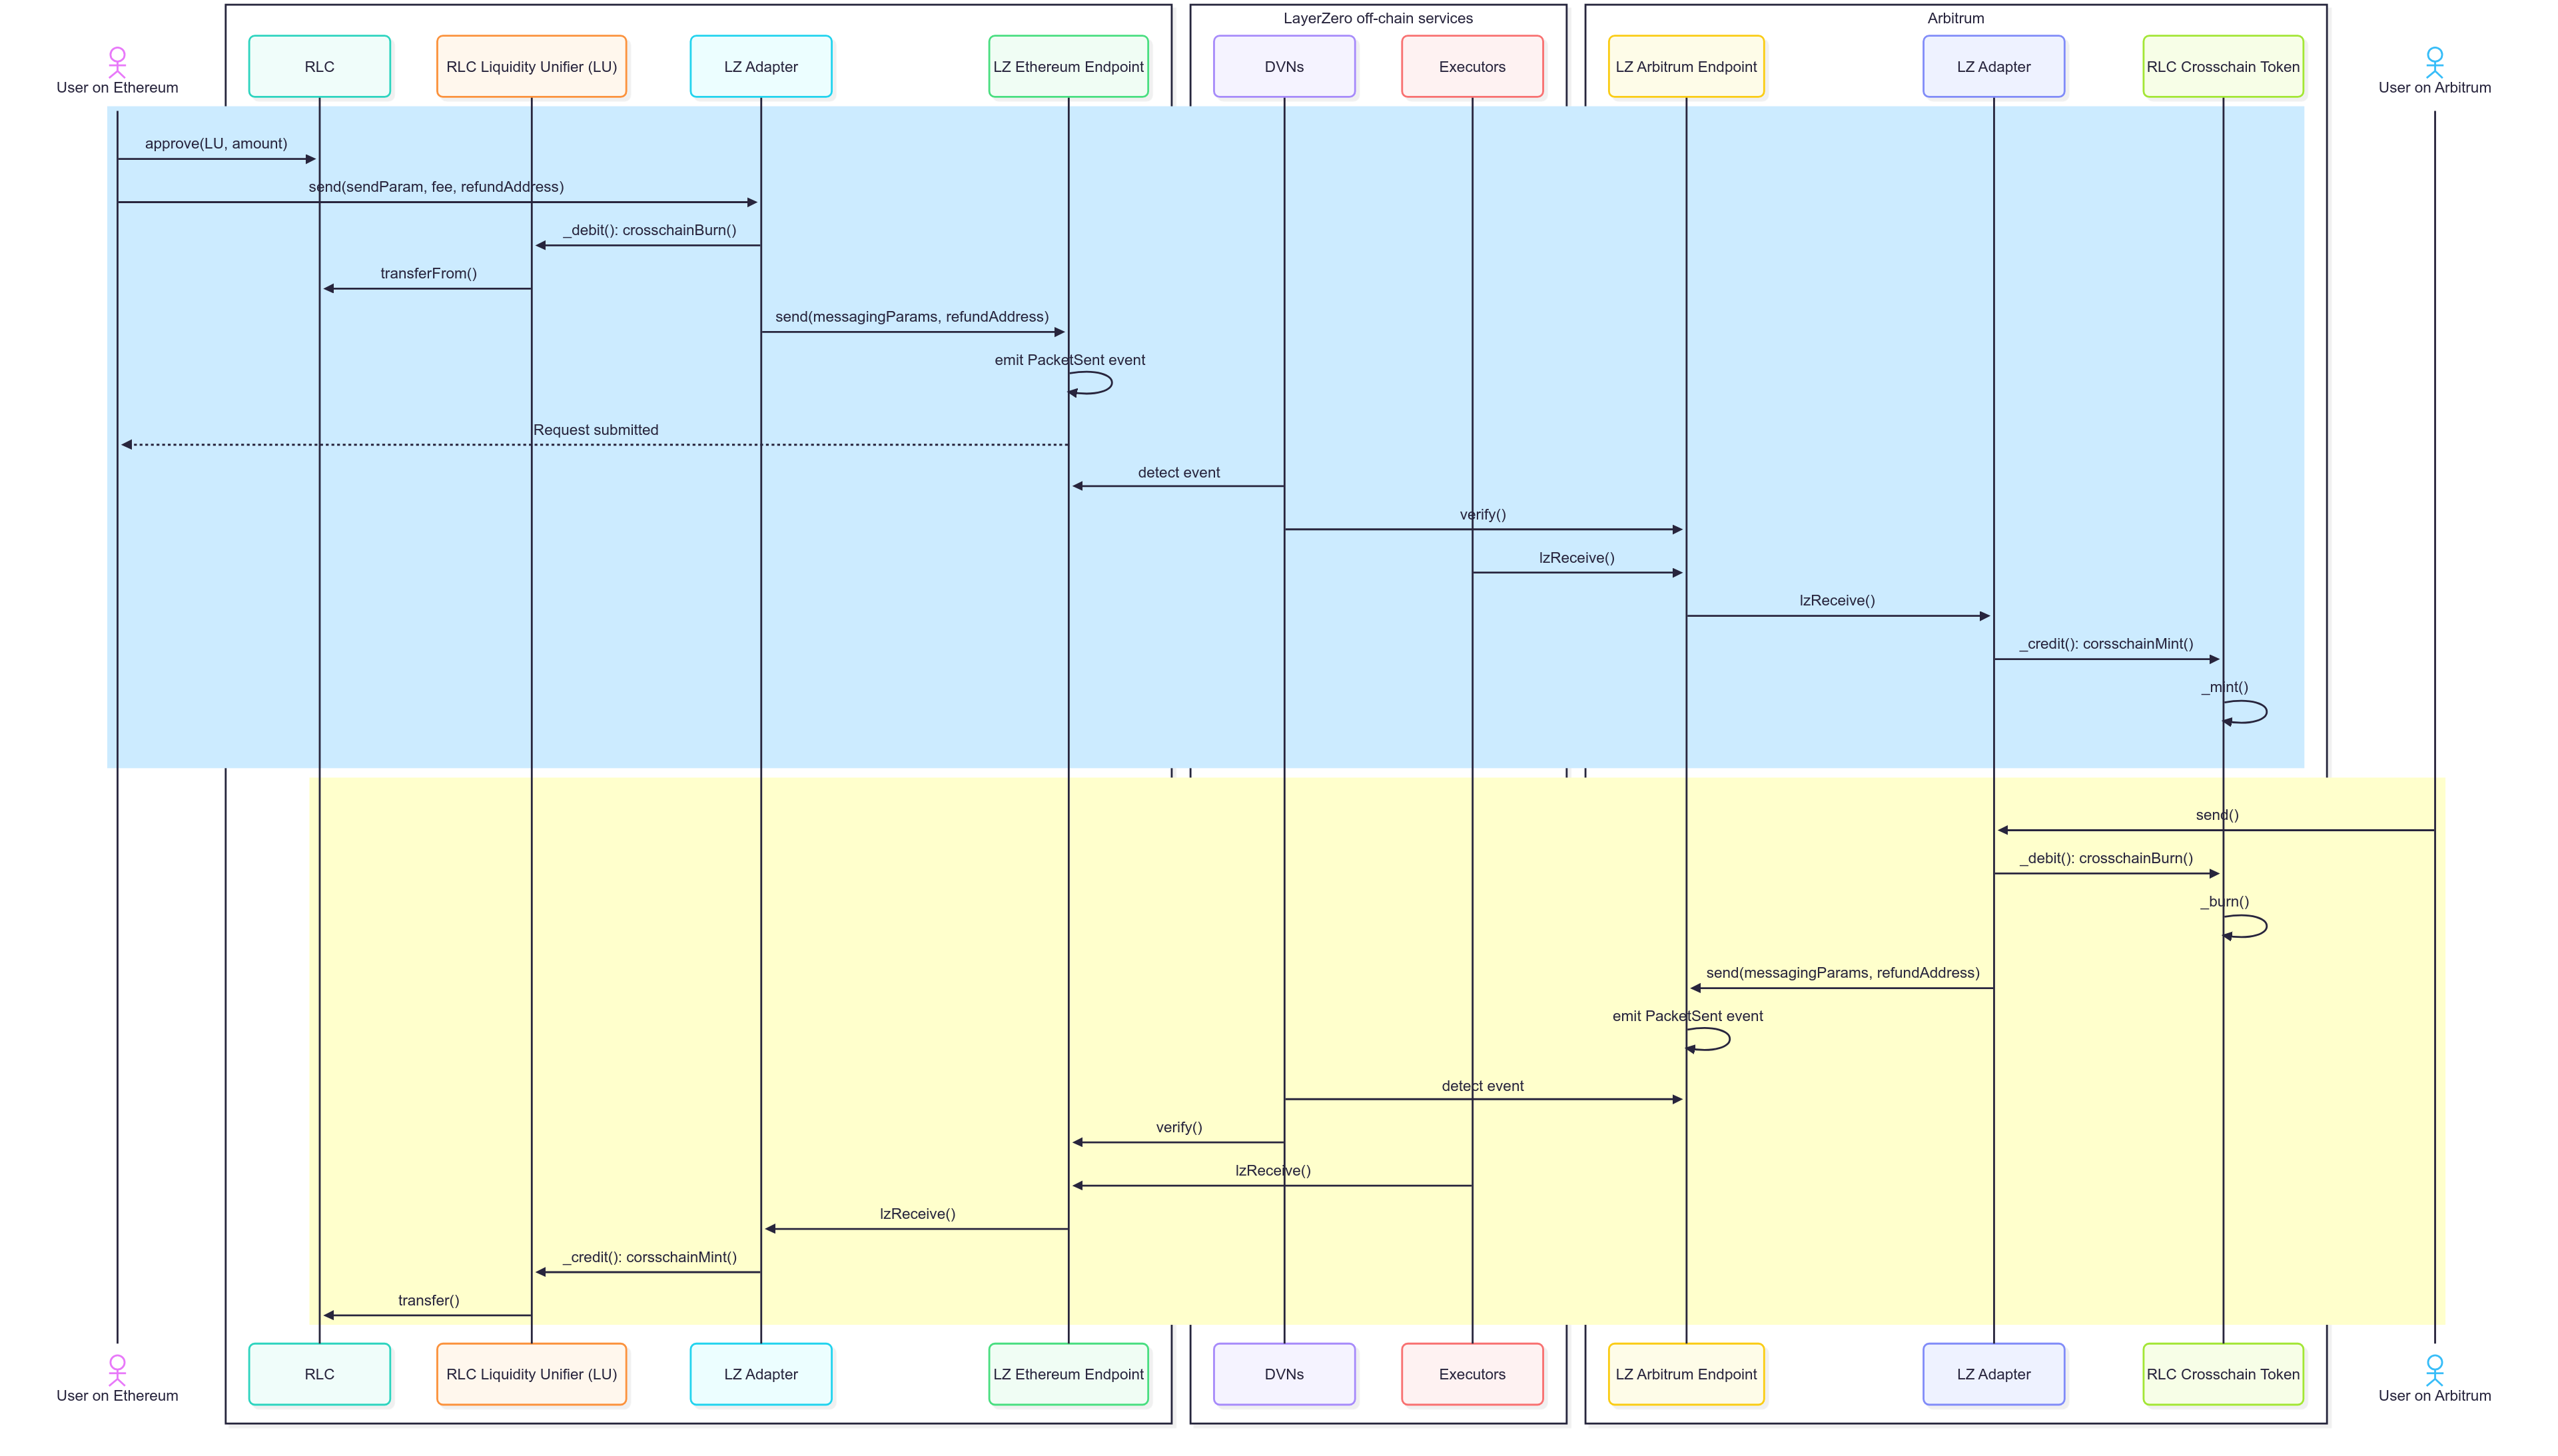 LayerZero off-chain services
Arbitrum
User on Ethereum
RLC
RLC Liquidity Unifier (LU)
LZ Adapter
LZ Ethereum Endpoint
DVNs
Executors
LZ Arbitrum Endpoint
LZ Adapter
RLC Crosschain Token
User on Arbitrum
approve(LU, amount)
send(sendParam, fee, refundAddress)
_debit(): crosschainBurn()
transferFrom()
send(messagingParams, refundAddress)
emit PacketSent event
Request submitted
detect event
verify()
lzReceive()
lzReceive()
_credit(): corsschainMint()
_mint()
send()
_debit(): crosschainBurn()
_burn()
send(messagingParams, refundAddress)
emit PacketSent event
detect event
verify()
lzReceive()
lzReceive()
_credit(): corsschainMint()
transfer()
User on Ethereum
RLC
RLC Liquidity Unifier (LU)
LZ Adapter
LZ Ethereum Endpoint
DVNs
Executors
LZ Arbitrum Endpoint
LZ Adapter
RLC Crosschain Token
User on Arbitrum